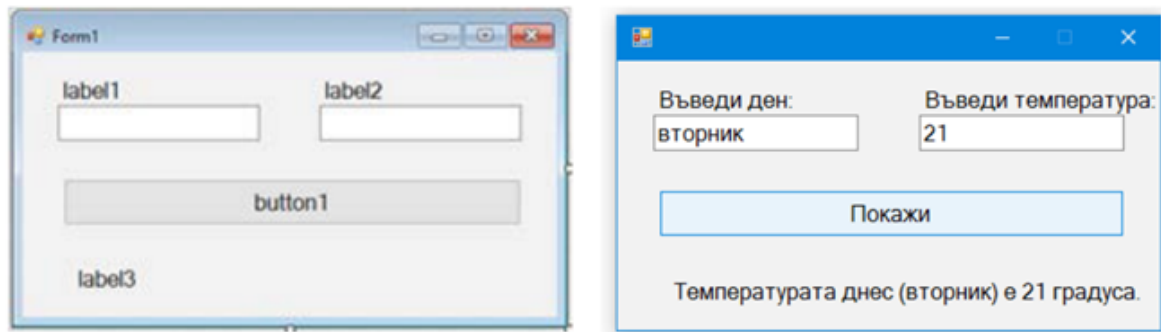 Form1
label1
label2
button1
label3
Въведи ден:
Въведи температура:
вторник
21
Покажи
Температурата днес (вторник) е 21 градуса.